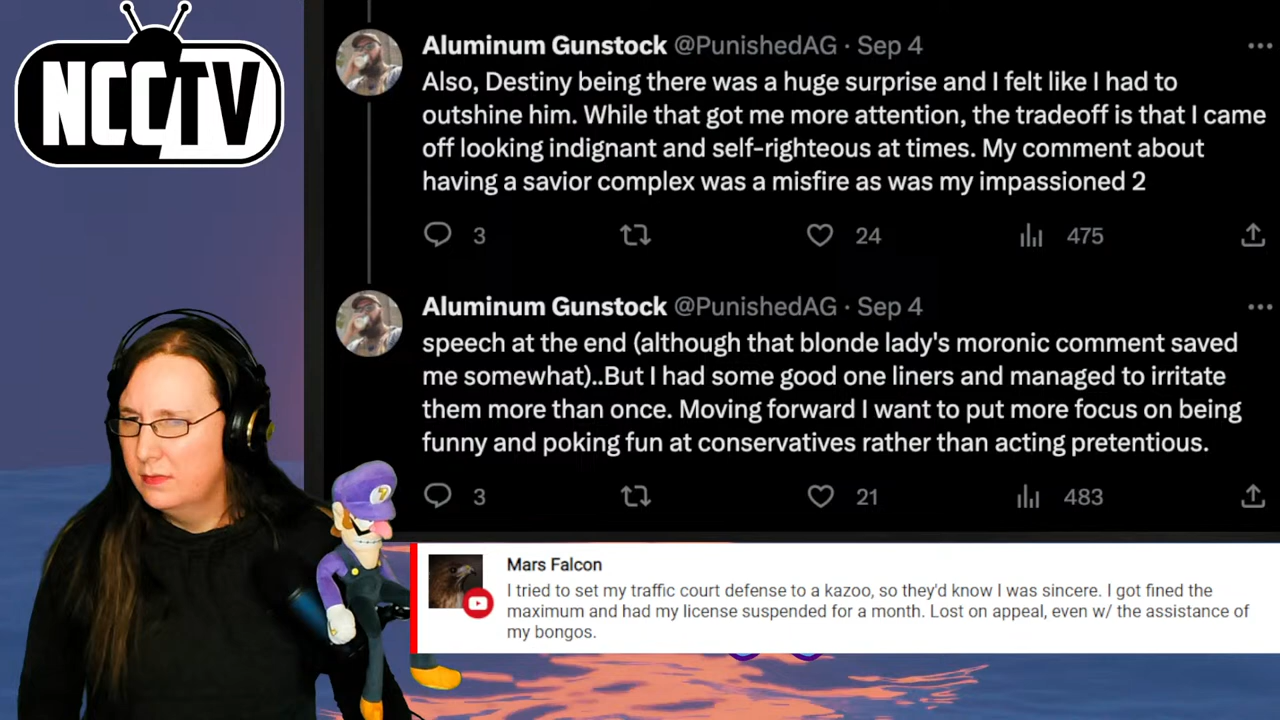 NCCTV
Aluminum Gunstock @PunishedAG · Sep 4
Also, Destiny being there was a huge surprise and I felt like I had to
outshine him. While that got me more attention, the tradeoff is that I came
off looking indignant and self-righteous at times. My comment about
having a savior complex was a misfire as was my impassioned 2
3 24 475
Aluminum Gunstock @PunishedAG · Sep 4
speech at the end (although that blonde lady's moronic comment saved
me somewhat)..But I had some good one liners and managed to irritate
them more than once. Moving forward I want to put more focus on being
funny and poking fun at conservatives rather than acting pretentious.
3 21 483
Mars Falcon
I tried to set my traffic court defense to a kazoo, so they'd know I was sincere. I got fined the
maximum and had my license suspended for a month. Lost on appeal, even w/ the assistance of
my bongos.